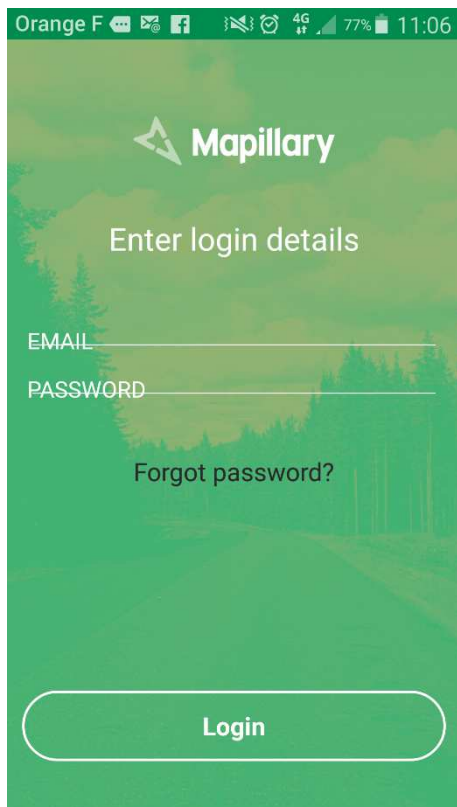 Orange F 4G 77% 11:06
Mapillary
Enter login details
EMAIL
PASSWORD
Forgot password?
Login